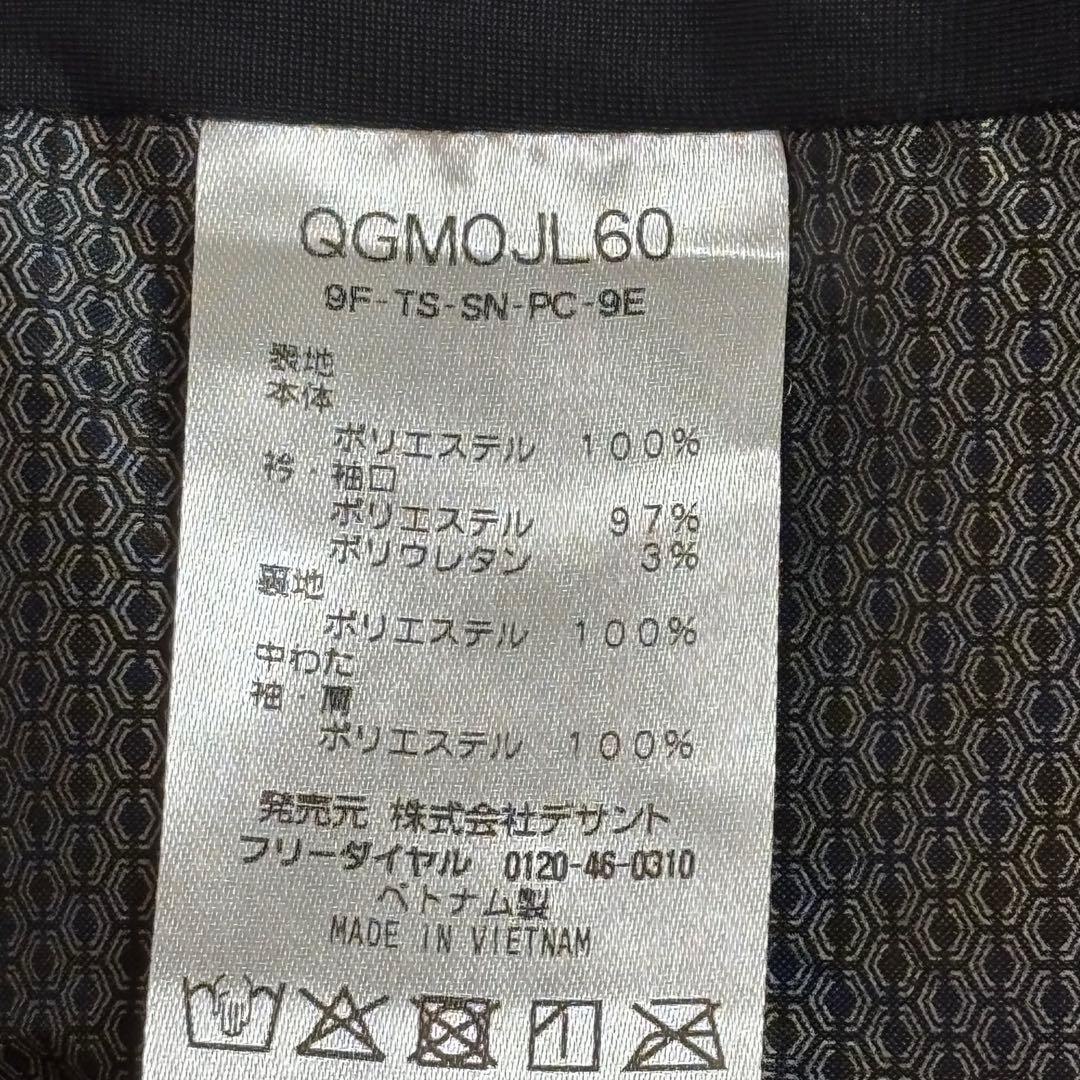 QGMOJL60
9F-TS-SN-PC-9E
表地
本体
ポリエステル 100%
衿・袖口
ポリエステル 97%
ポリウレタン 3%
裏地
ポリエステル 100%
中わた
袖・肩
ポリエステル 100%
発売元 株式会社デサント
フリーダイヤル 0120-46-0310
ベトナム製
MADE IN VIETNAM